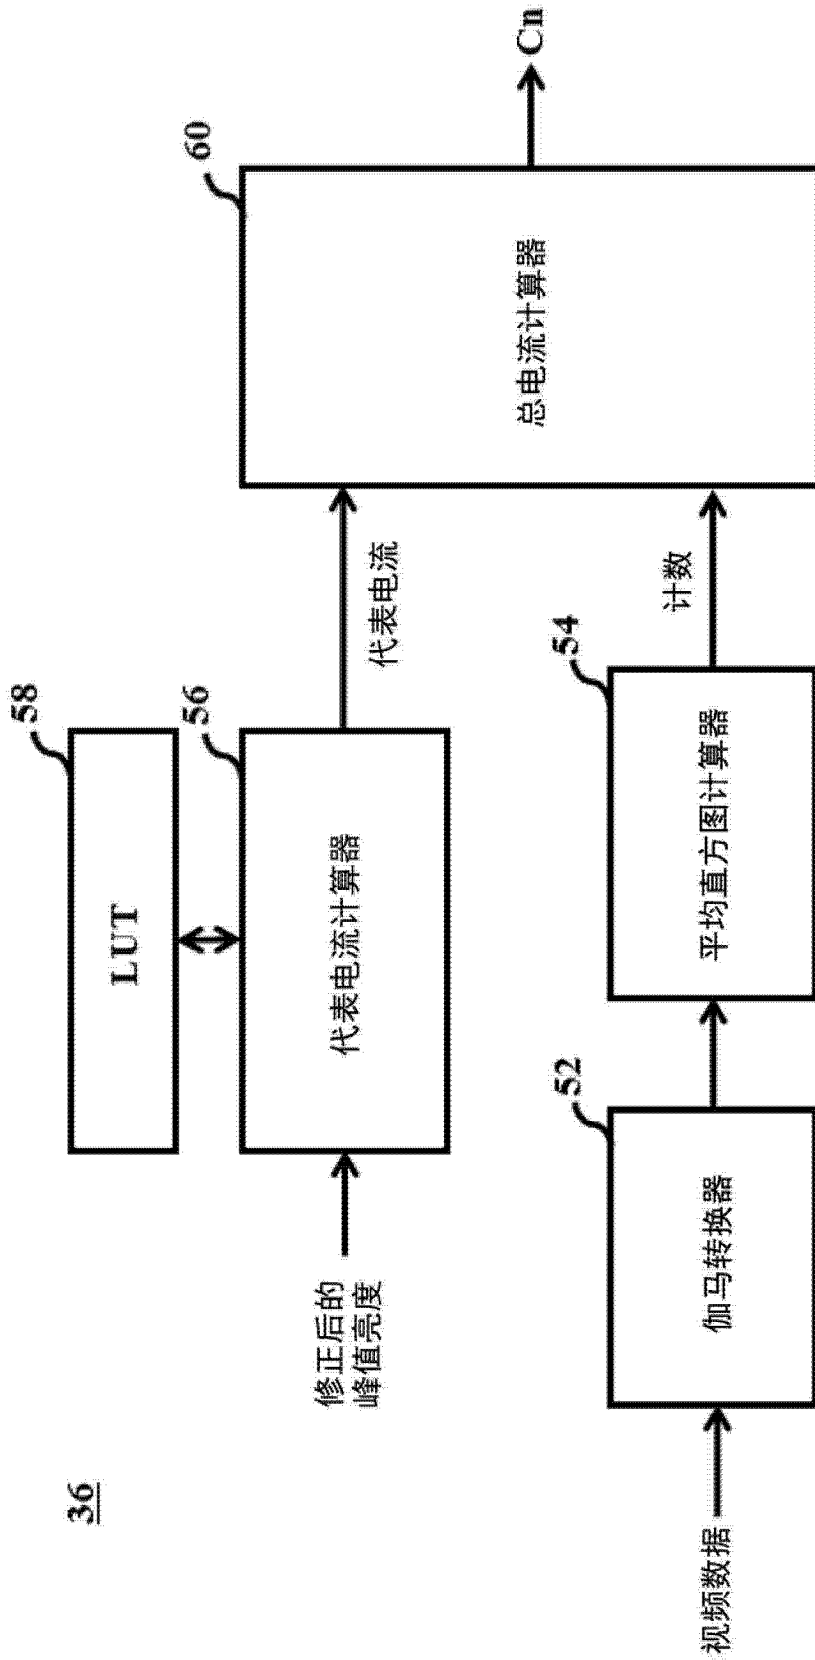 36
58
LUT
56
代表电流计算器
修正后的
峰值亮度
代表电流
60
总电流计算器
Cn
视频数据
52
伽马转换器
54
平均直方图计算器
计数